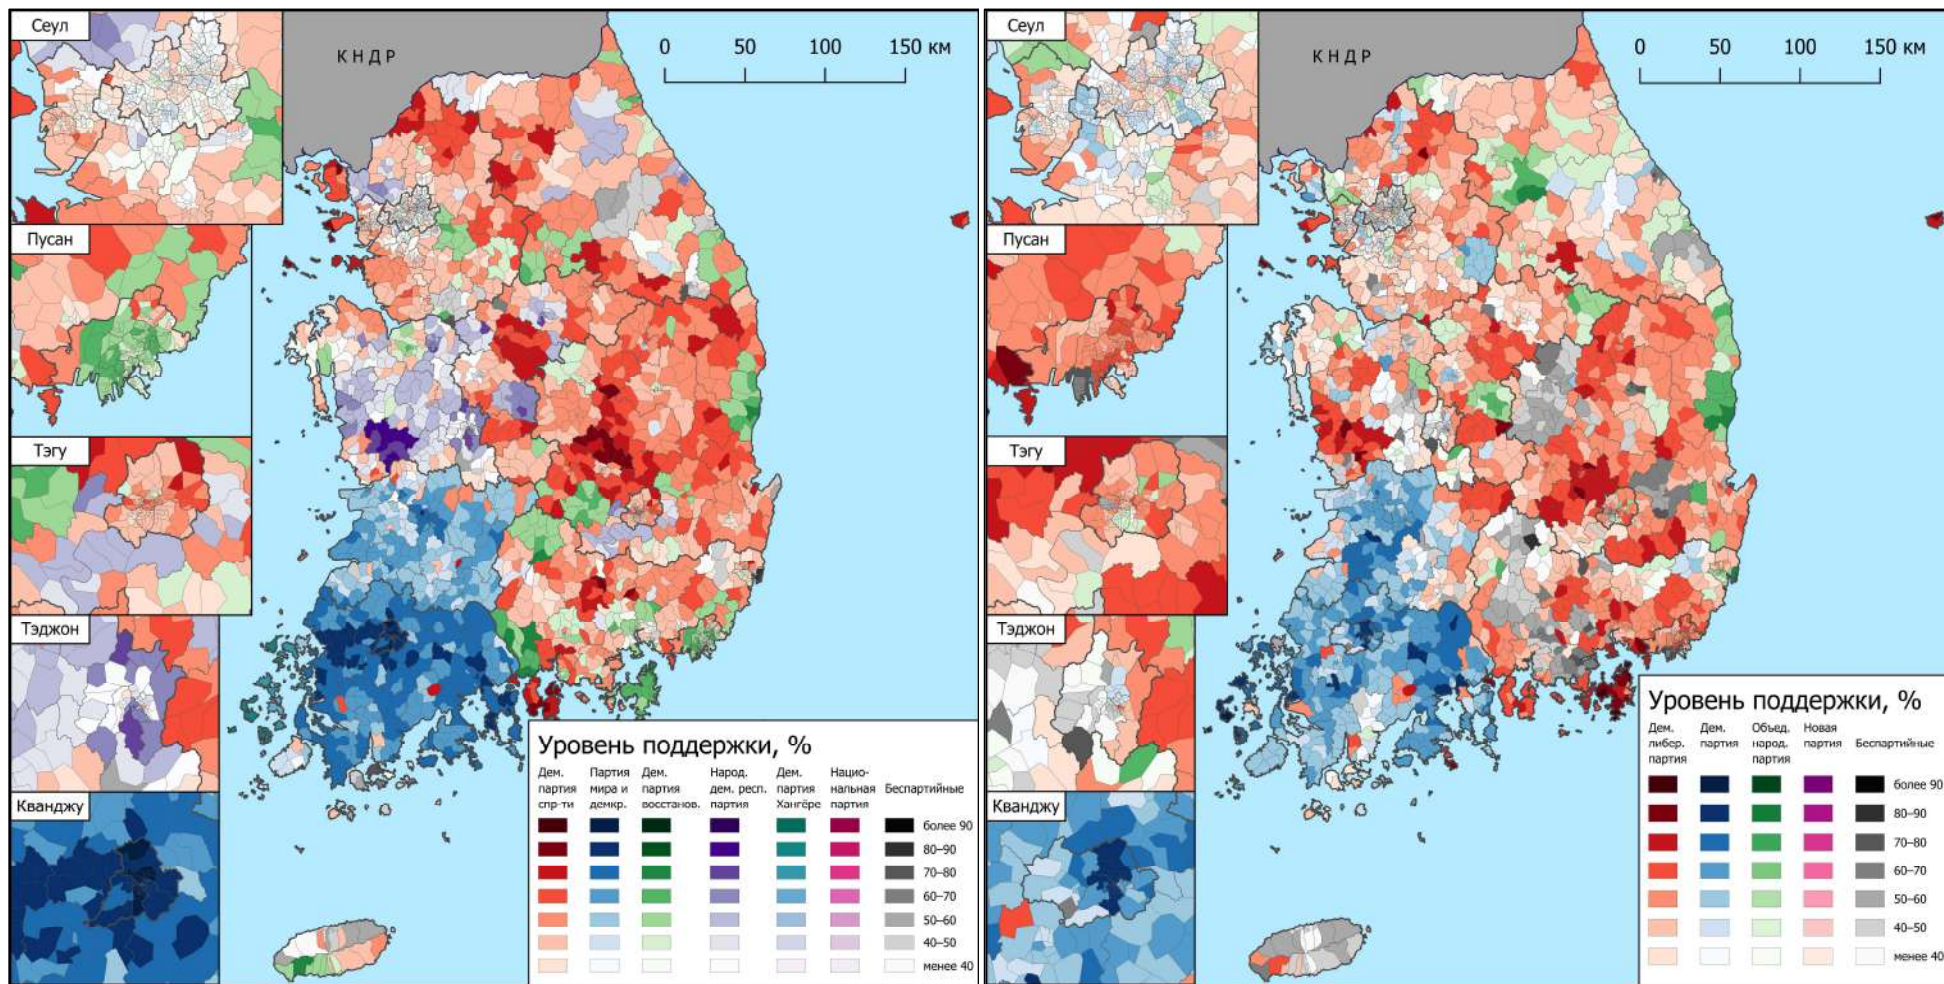 Сеул
КНДР
0 50 100 150 км
Пусан
Тэгу
Тэджон
Кванджу
Уровень поддержки, %
Дем. Партия Дем. Народ. Дем. Нацио-
партия мира и партия дем. респ. партия нальная Беспартийные
спр-ти демкр. восстанов. партия Хангёре партия
более 90
80–90
70–80
60–70
50–60
40–50
менее 40
Сеул
КНДР
0 50 100 150 км
Пусан
Тэгу
Тэджон
Кванджу
Уровень поддержки, %
Дем. Дем. Объед. Новая
либер. партия народ. партия Беспартийные
партия партия
более 90
80–90
70–80
60–70
50–60
40–50
менее 40